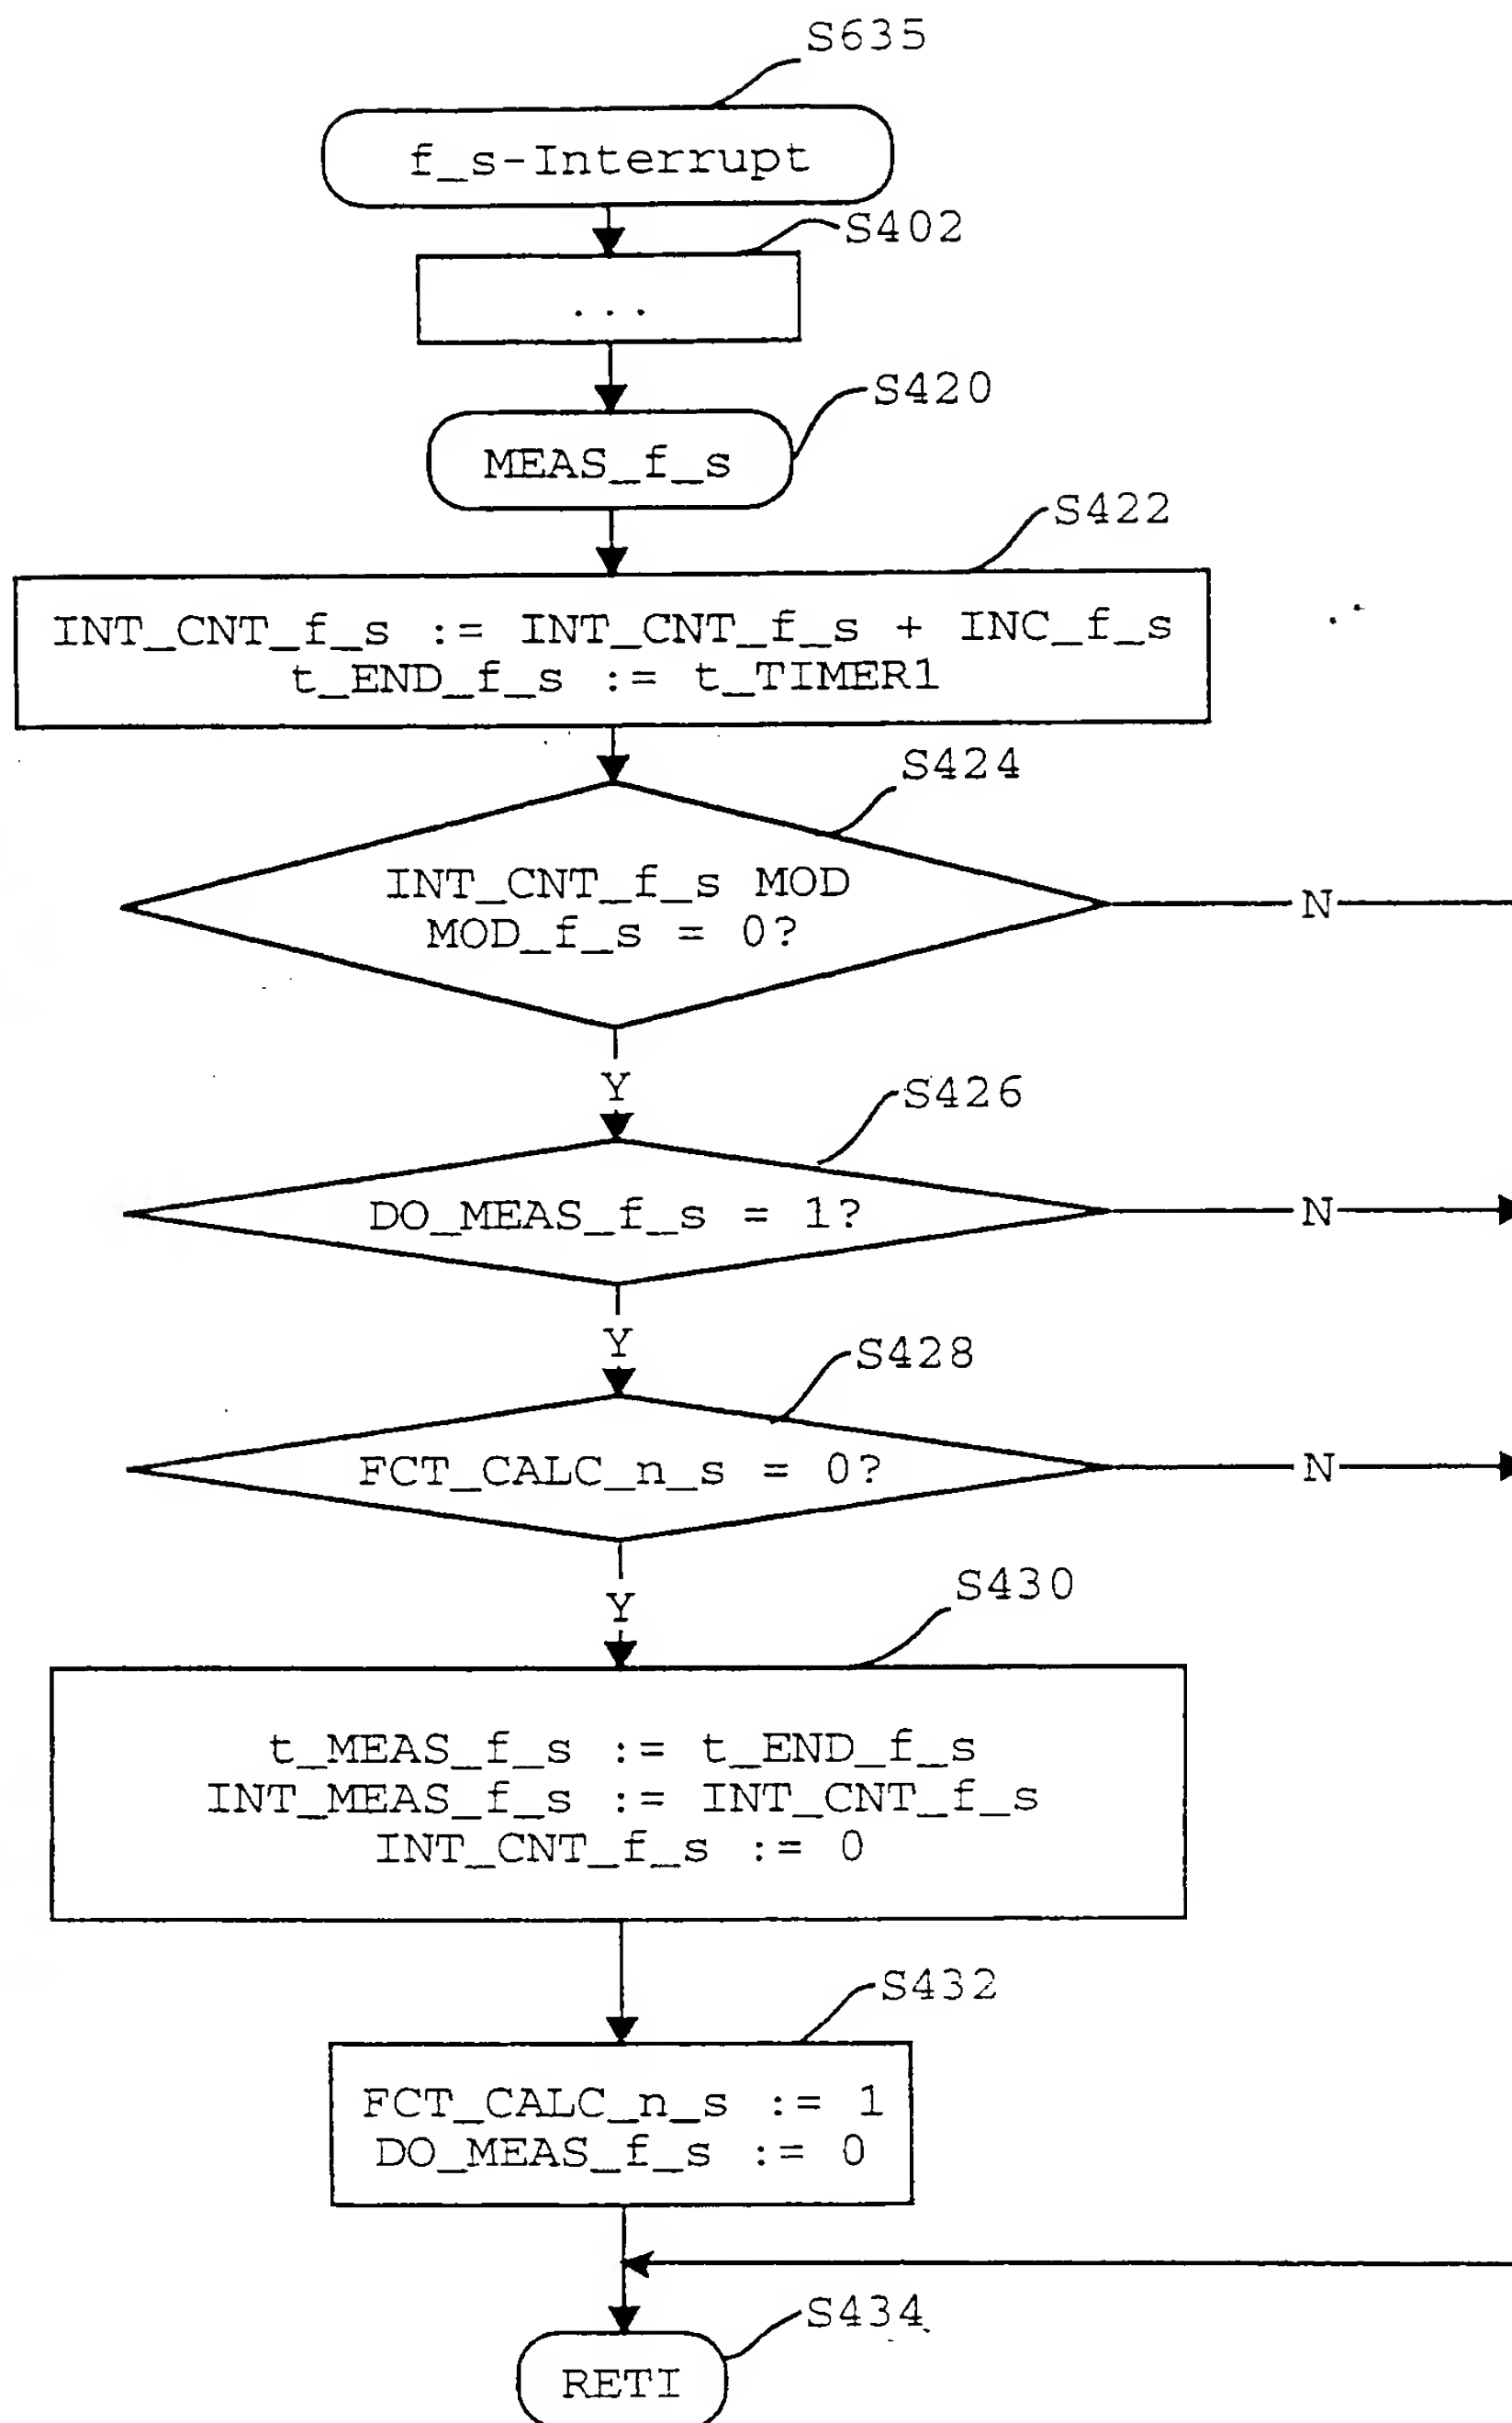 S635
f_s-Interrupt
S402
...
S420
MEAS_f_s
S422
INT_CNT_f_s := INT_CNT_f_s + INC_f_s
t_END_f_s := t_TIMER1
S424
INT_CNT_f_s MOD
MOD_f_s = 0?
N
Y
S426
DO_MEAS_f_s = 1?
N
Y
S428
FCT_CALC_n_s = 0?
N
Y
S430
t_MEAS_f_s := t_END_f_s
INT_MEAS_f_s := INT_CNT_f_s
INT_CNT_f_s := 0
S432
FCT_CALC_n_s := 1
DO_MEAS_f_s := 0
S434
RETI